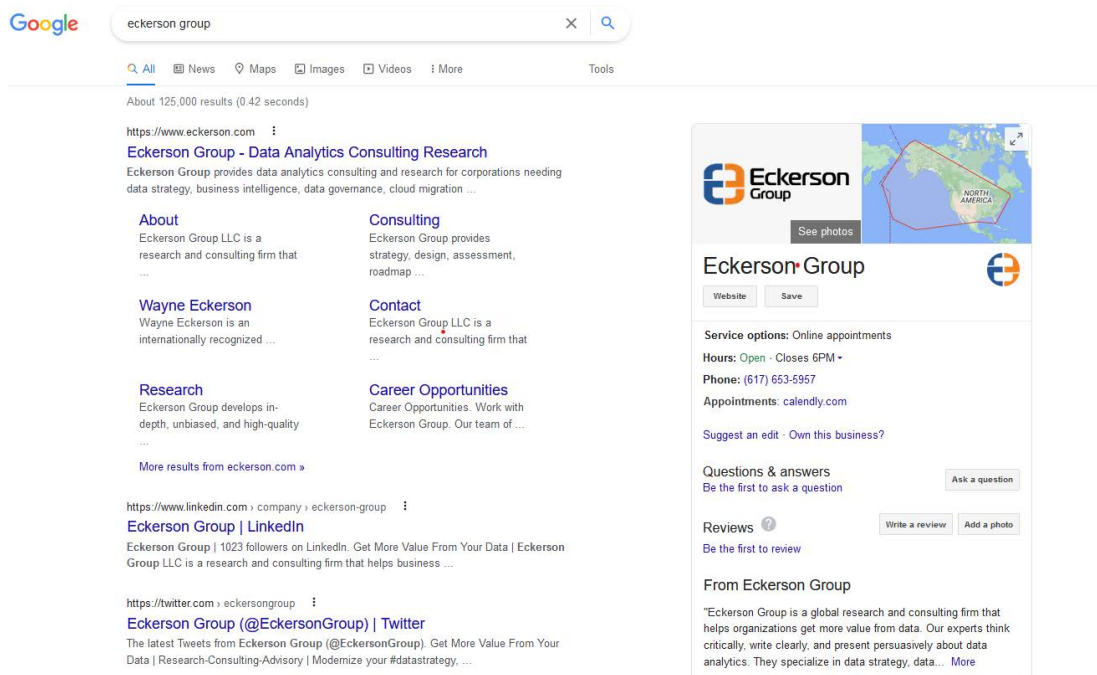 Google
eckerson group
All News Maps Images Videos More Tools
About 125,000 results (0.42 seconds)
https://www.eckerson.com
Eckerson Group - Data Analytics Consulting Research
Eckerson Group provides data analytics consulting and research for corporations needing
data strategy, business intelligence, data governance, cloud migration ...
About
Eckerson Group LLC is a
research and consulting firm that
...
Consulting
Eckerson Group provides
strategy, design, assessment,
roadmap ...
Wayne Eckerson
Wayne Eckerson is an
internationally recognized ...
Contact
Eckerson Group LLC is a
research and consulting firm that
...
Research
Eckerson Group develops in-
depth, unbiased, and high-quality
...
Career Opportunities
Career Opportunities. Work with
Eckerson Group. Our team of ...
More results from eckerson.com »
https://www.linkedin.com › company › eckerson-group
Eckerson Group | LinkedIn
Eckerson Group | 1023 followers on LinkedIn. Get More Value From Your Data | Eckerson
Group LLC is a research and consulting firm that helps business ...
https://twitter.com › eckersongroup
Eckerson Group (@EckersonGroup) | Twitter
The latest Tweets from Eckerson Group (@EckersonGroup). Get More Value From Your
Data | Research-Consulting-Advisory | Modernize your #datastrategy, ...
Eckerson
Group
See photos
NORTH
AMERICA
Eckerson Group
Website Save
Service options: Online appointments
Hours: Open · Closes 6PM
Phone: (617) 653-5957
Appointments: calendly.com
Suggest an edit · Own this business?
Questions & answers
Be the first to ask a question
Ask a question
Reviews ?
Write a review Add a photo
Be the first to review
From Eckerson Group
"Eckerson Group is a global research and consulting firm that
helps organizations get more value from data. Our experts think
critically, write clearly, and present persuasively about data
analytics. They specialize in data strategy, data... More